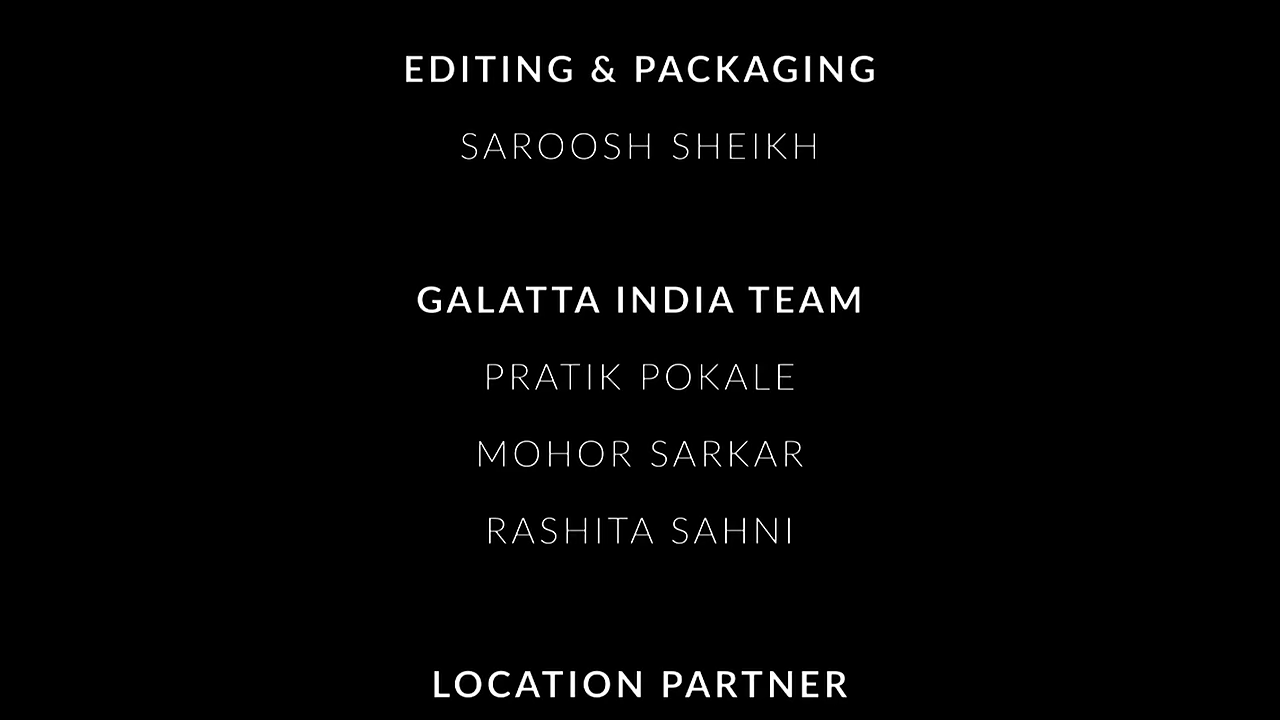 EDITING & PACKAGING
SAROOSH SHEIKH
GALATTA INDIA TEAM
PRATIK POKALE
MOHOR SARKAR
RASHITA SAHNI
LOCATION PARTNER